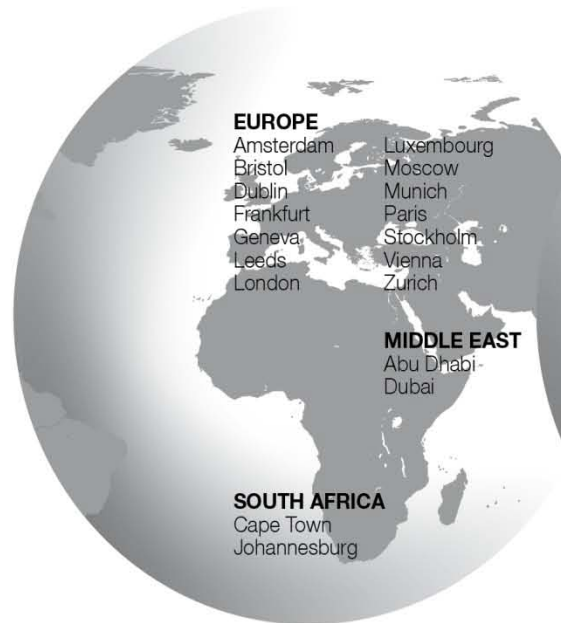 EUROPE
Amsterdam
Bristol
Dublin
Frankfurt
Geneva
Leeds
London
Luxembourg
Moscow
Munich
Paris
Stockholm
Vienna
Zurich
MIDDLE EAST
Abu Dhabi
Dubai
SOUTH AFRICA
Cape Town
Johannesburg